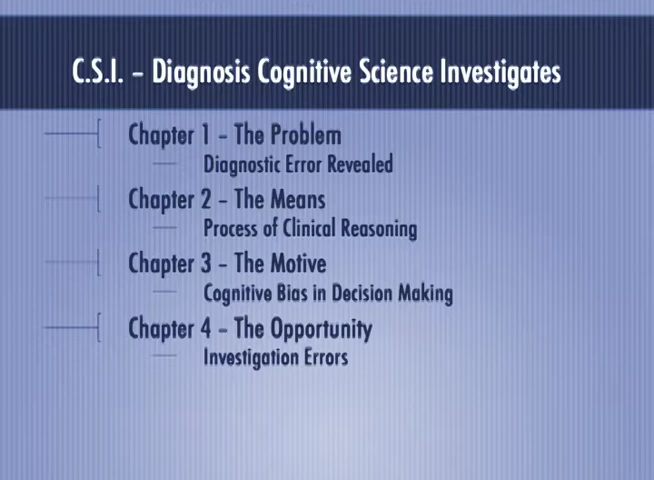 C.S.I. – Diagnosis Cognitive Science Investigates
Chapter 1 – The Problem
Diagnostic Error Revealed
Chapter 2 – The Means
Process of Clinical Reasoning
Chapter 3 – The Motive
Cognitive Bias in Decision Making
Chapter 4 – The Opportunity
Investigation Errors